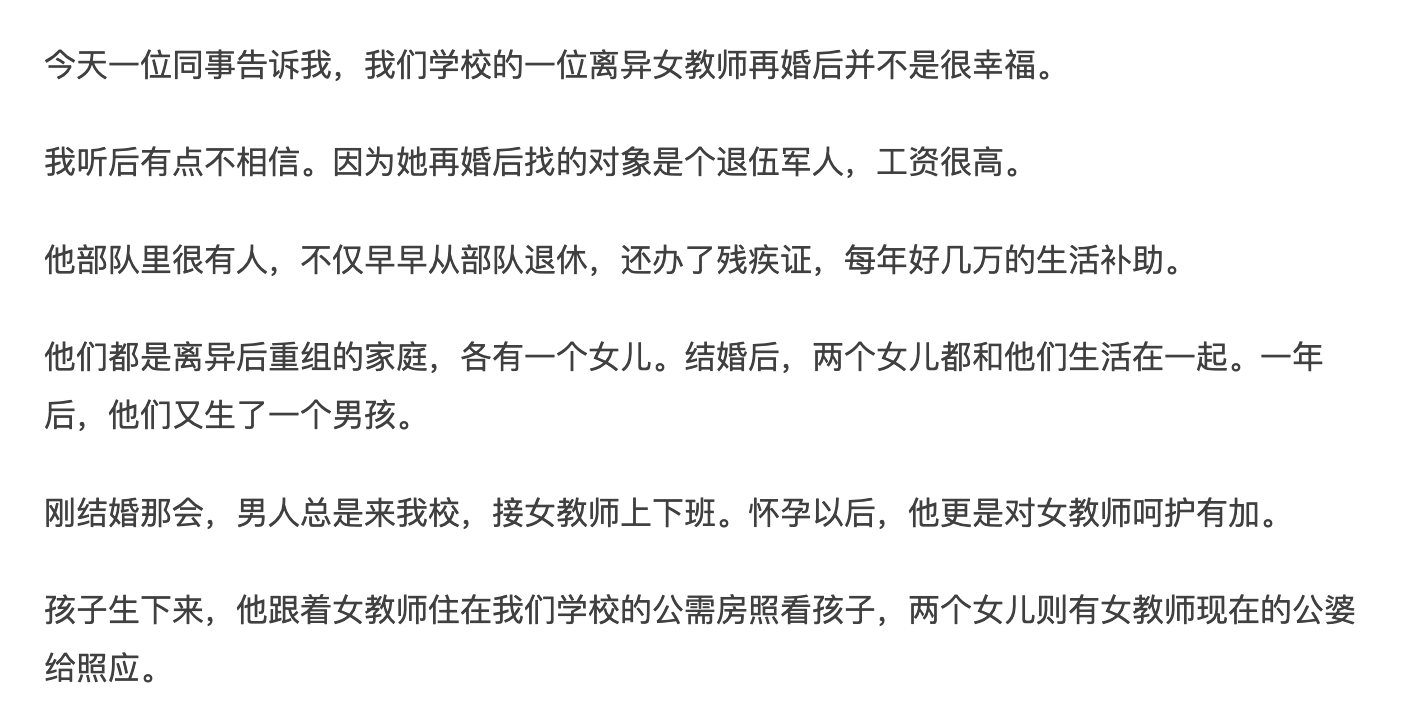 今天一位同事告诉我，我们学校的一位离异女教师再婚后并不是很幸福。
我听后有点不相信。因为她再婚后找的对象是个退伍军人，工资很高。
他部队里很有人，不仅早早从部队退休，还办了残疾证，每年好几万的生活补助。
他们都是离异后重组的家庭，各有一个女儿。结婚后，两个女儿都和他们生活在一起。一年
后，他们又生了一个男孩。
刚结婚那会，男人总是来我校，接女教师上下班。怀孕以后，他更是对女教师呵护有加。
孩子生下来，他跟着女教师住在我们学校的公需房照看孩子，两个女儿则有女教师现在的公婆
给照应。